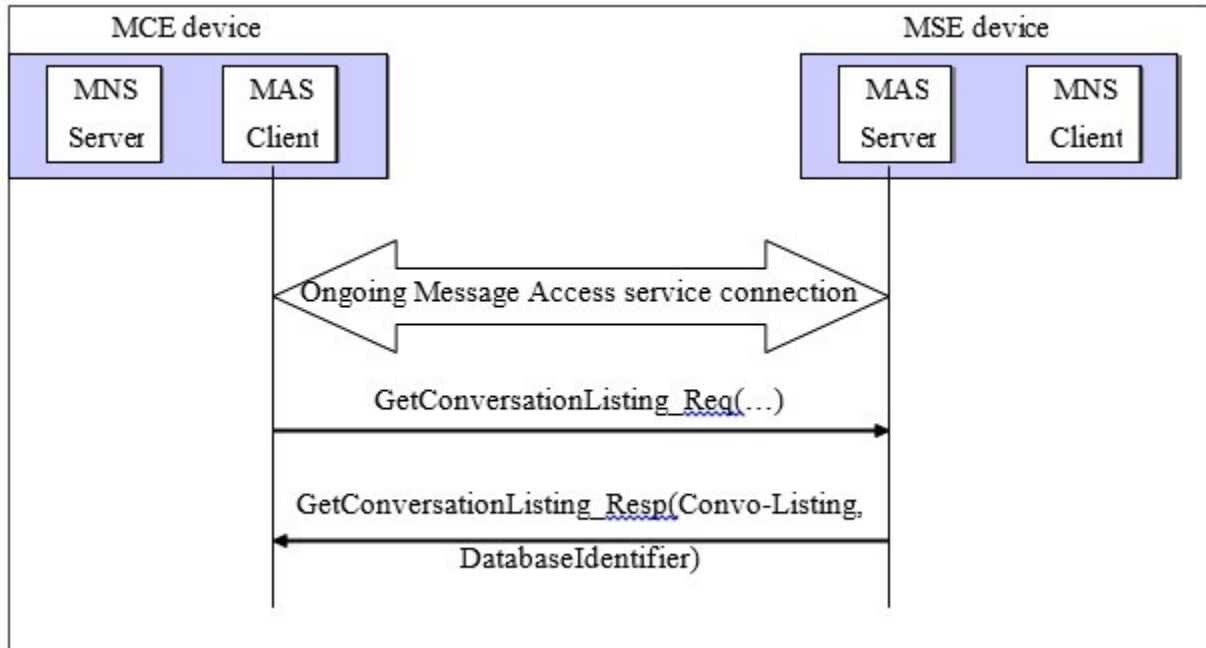 MCE device
MSE device
MNS
Server
MAS
Client
MAS
Server
MNS
Client
Ongoing Message Access service connection
GetConversationListing_Req(…)
GetConversationListing_Resp(Convo-Listing,
DatabaseIdentifier)